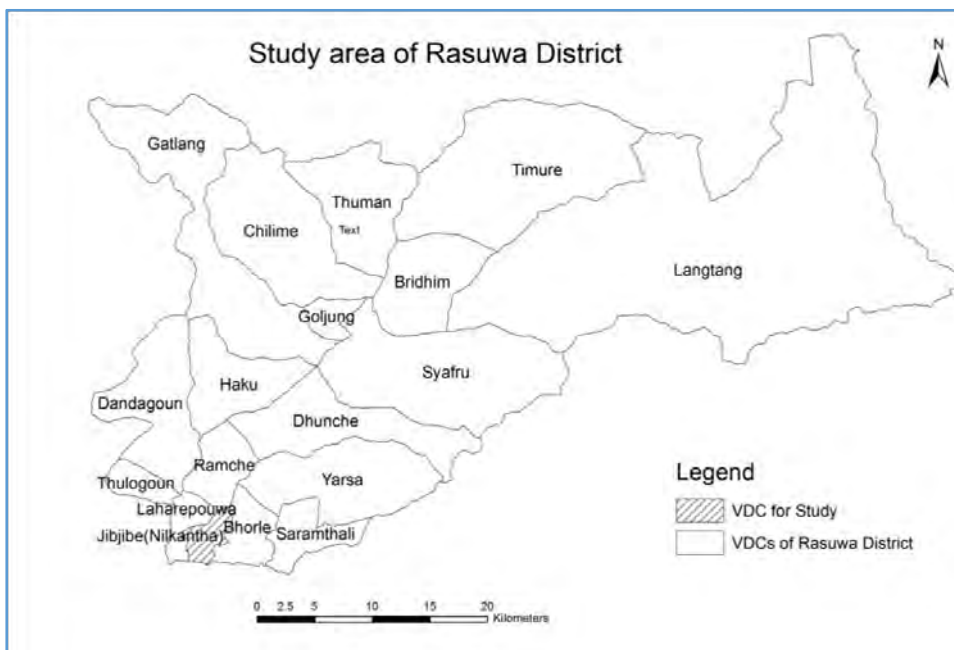 Study area of Rasuwa District
N
Gatlang
Timure
Thuman
Chilime
Text
Langtang
Bridhim
Goljung
Syafru
Haku
Dandagoun
Dhunche
Ramche
Yarsa
Thulogoun
Legend
Laharepouwa
VDC for Study
Bhorle
Jibjibe(Nilkantha)
Saramthali
VDCs of Rasuwa District
0 2.5 5 10 15 20
Kilometers